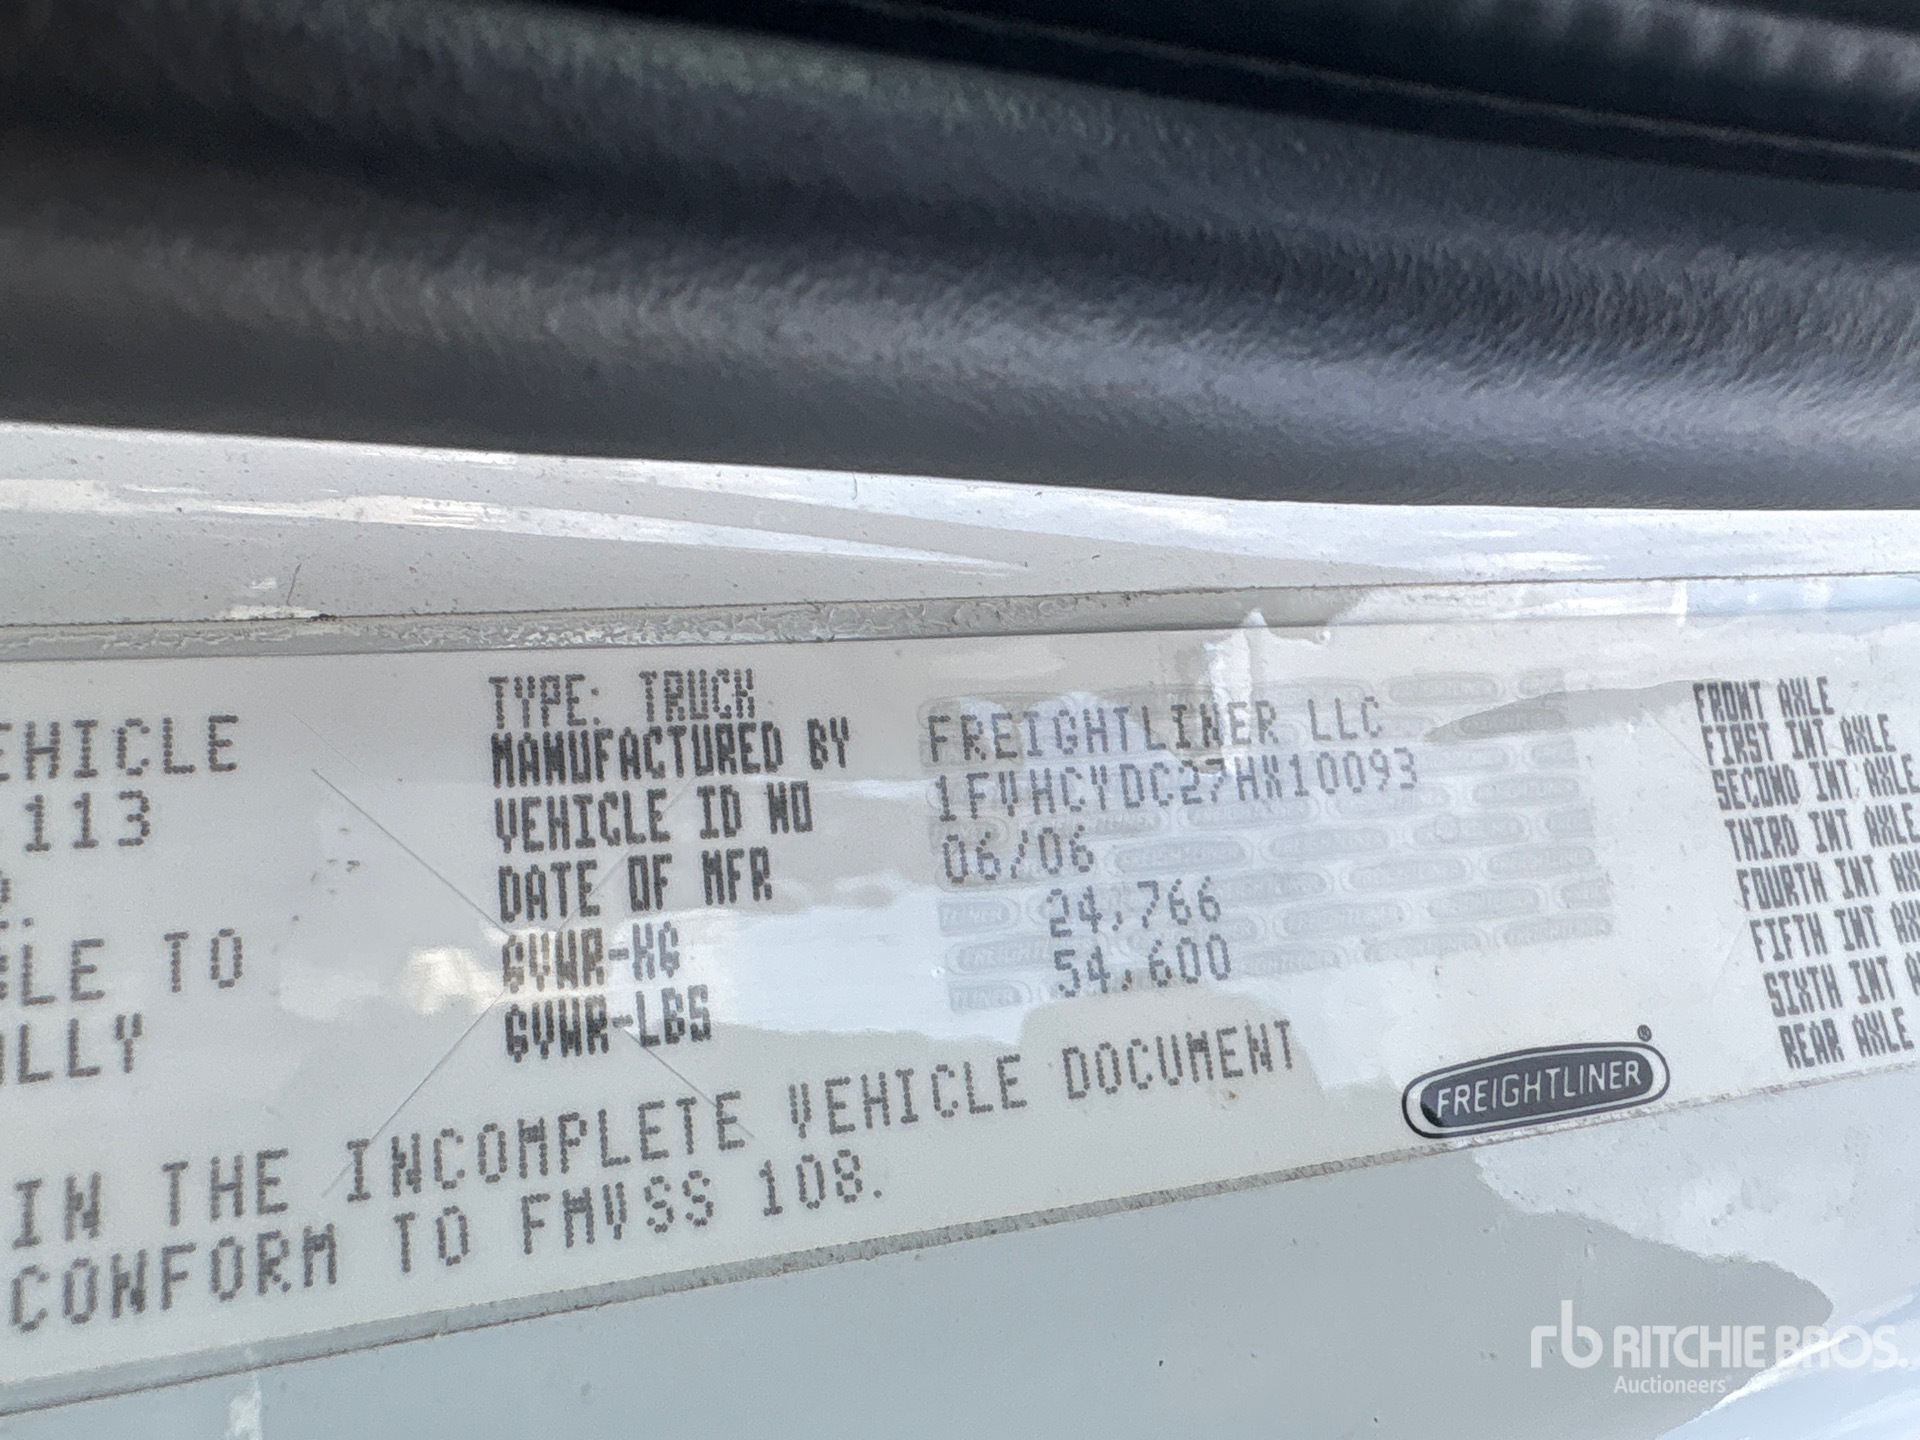 EHICLE
113
LE TO
LLY
TYPE: TRUCK
MANUFACTURED BY FREIGHTLINER LLC
VEHICLE ID NO 1FVHCYDC27HX10093
DATE OF MFR 06/06
GVWR-KG 24,766
GVWR-LBS 54,600
IN THE INCOMPLETE VEHICLE DOCUMENT
CONFORM TO FMVSS 108.
FRONT AXLE
FIRST INT AXLE
SECOND INT AXLE
THIRD INT AXLE
FOURTH INT AX
FIFTH INT AX
SIXTH INT A
REAR AXLE
FREIGHTLINER®
rb RITCHIE BROS.
Auctioneers